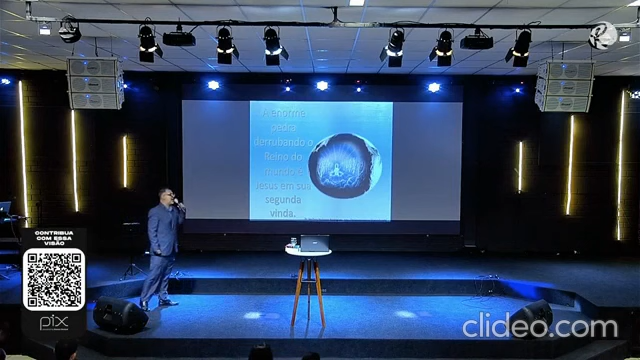 A enorme
pedra
derrubando o
Reino do
mundo e
Jesus em sua
segunda
vinda.
CONTRIBUA
COM ESSA
VISÃO
pix
clideo.com